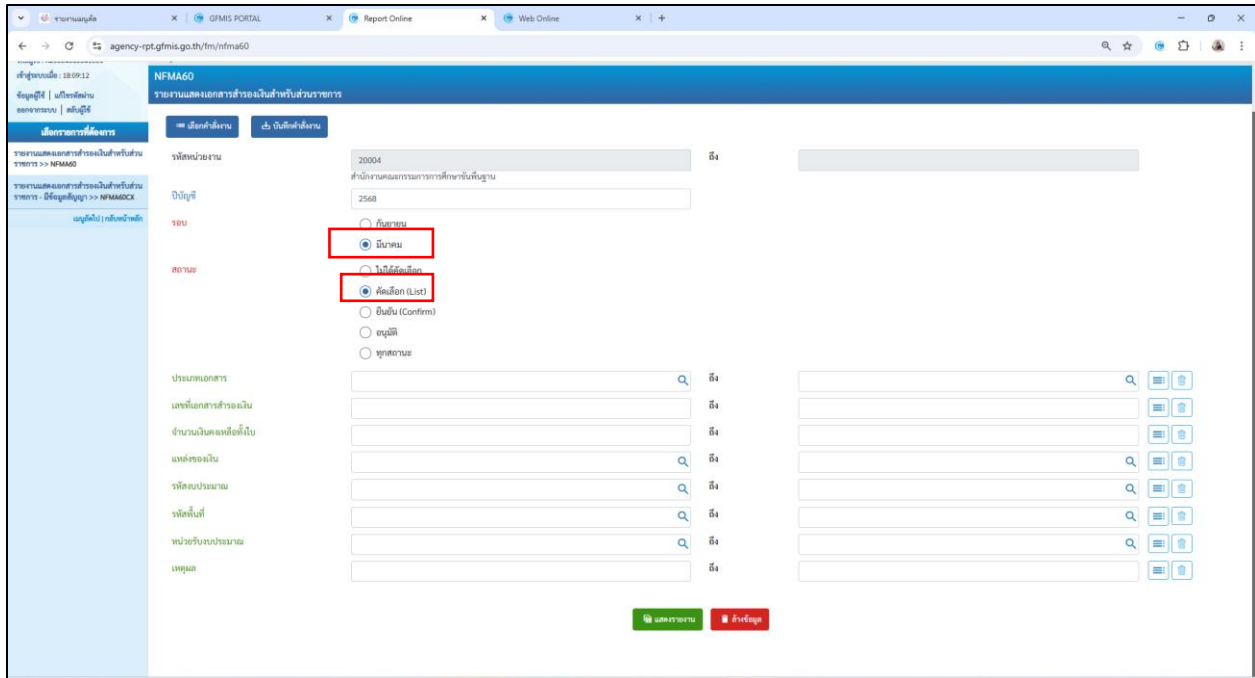 รายงานเมนูลัด
GFMIS PORTAL
Report Online
Web Online
agency-rpt.gfmis.go.th/fm/nfma60
เข้าสู่ระบบเมื่อ : 18:09:12
ข้อมูลผู้ใช้ | แก้ไขรหัสผ่าน
ออกจากระบบ | สลับผู้ใช้
เลือกรายการที่ต้องการ
รายงานแสดงเอกสารสำรองเงินสำหรับส่วน
ราชการ >> NFMA60
รายงานแสดงเอกสารสำรองเงินสำหรับส่วน
ราชการ - มีข้อมูลสัญญา >> NFMA60CX
เมนูถัดไป | กลับหน้าหลัก
NFMA60
รายงานแสดงเอกสารสำรองเงินสำหรับส่วนราชการ
เลือกคำสั่งงาน บันทึกคำสั่งงาน
รหัสหน่วยงาน 20004 ถึง
สำนักงานคณะกรรมการการศึกษาขั้นพื้นฐาน
ปีบัญชี 2568
รอบ กันยายน
มีนาคม
สถานะ ไม่ได้คัดเลือก
คัดเลือก (List)
ยืนยัน (Confirm)
อนุมัติ
ทุกสถานะ
ประเภทเอกสาร ถึง
เลขที่เอกสารสำรองเงิน ถึง
จำนวนเงินคงเหลือทั้งใบ ถึง
แหล่งของเงิน ถึง
รหัสงบประมาณ ถึง
รหัสพื้นที่ ถึง
หน่วยรับงบประมาณ ถึง
เหตุผล ถึง
แสดงรายงาน ล้างข้อมูล